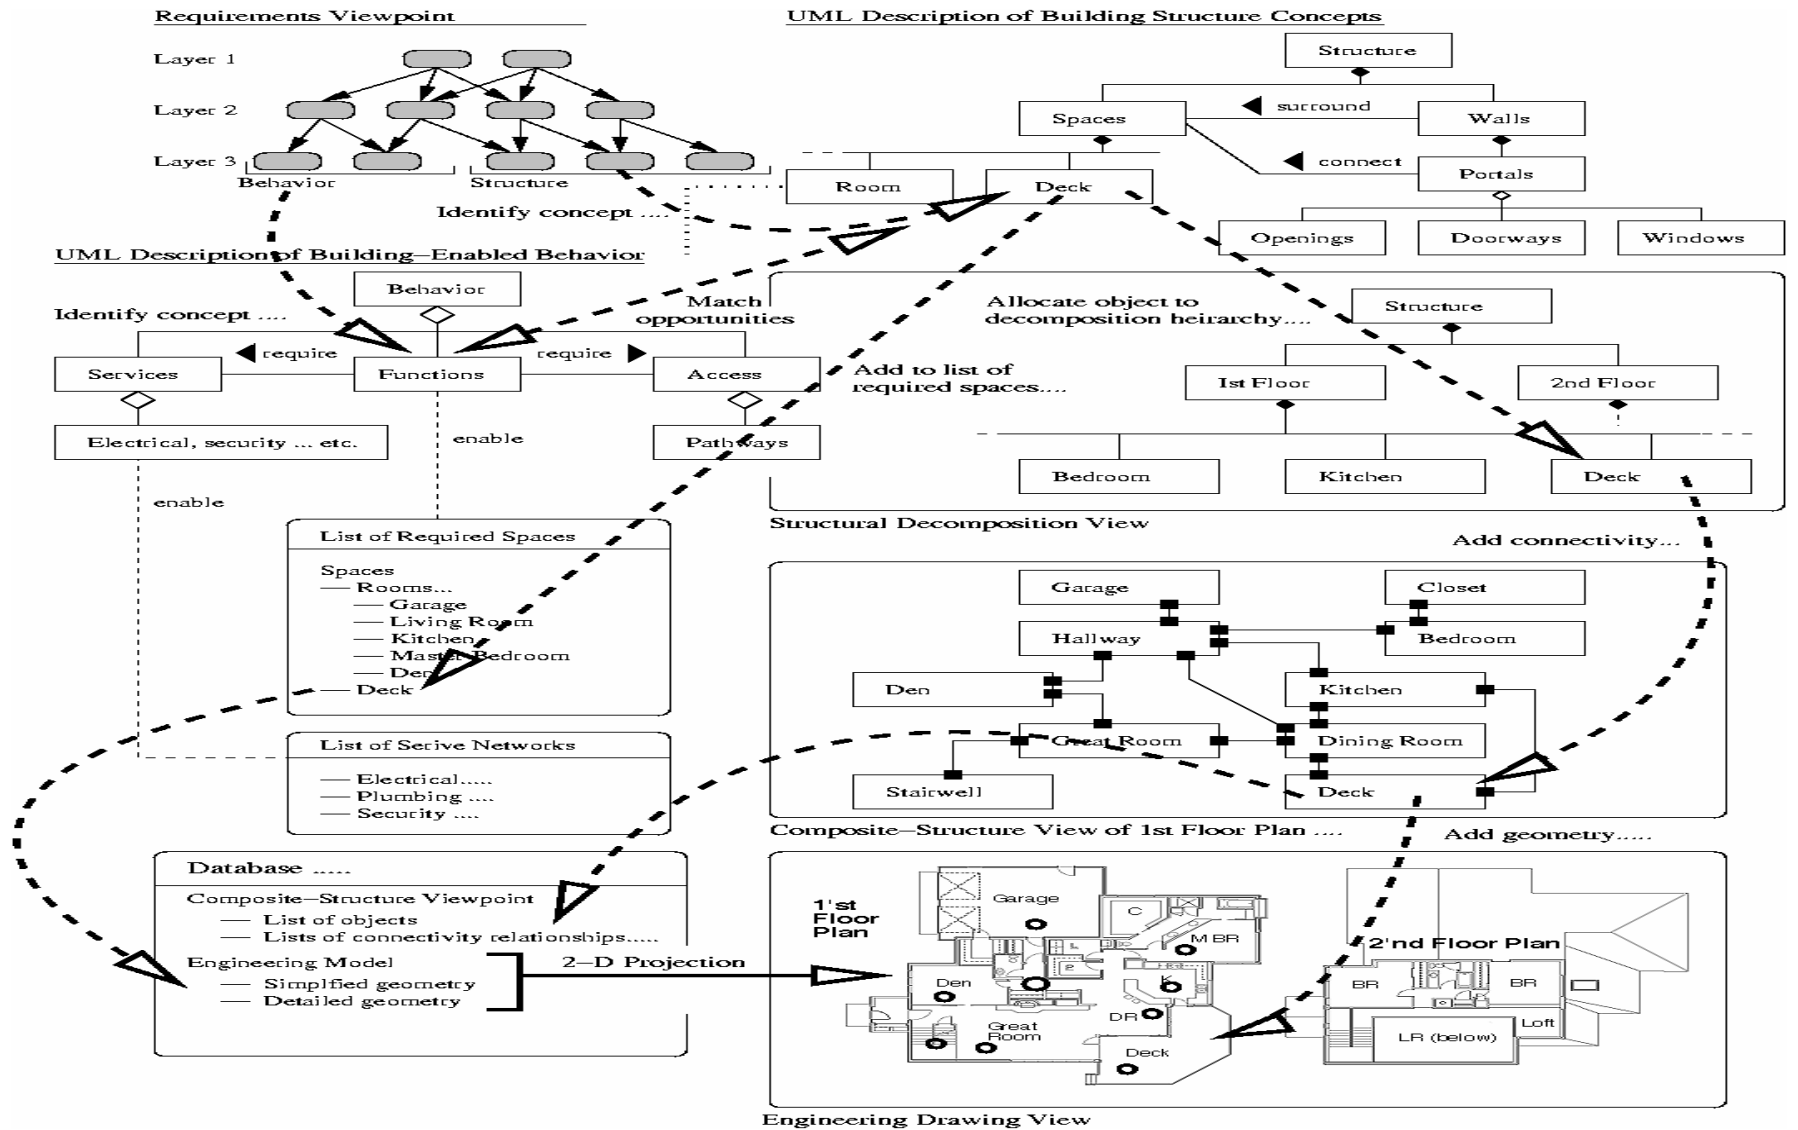 Requirements Viewpoint
Layer 1
Layer 2
Layer 3
Behavior
Structure
Identify concept ....
UML Description of Building Structure Concepts
Structure
Spaces
surround
Walls
connect
Portals
Room
Deck
Openings
Doorways
Windows
UML Description of Building-Enabled Behavior
Behavior
Identify concept ....
Match
opportunities
require
require
Services
Functions
Access
Electrical, security ... etc.
enable
Pathways
enable
Allocate object to
decomposition heirarchy....
Structure
Add to list of
required spaces....
1st Floor
2nd Floor
Bedroom
Kitchen
Deck
Structural Decomposition View
Add connectivity...
List of Required Spaces
Spaces
Rooms...
Garage
Living Room
Kitchen
Master Bedroom
Den
Deck
List of Serive Networks
Electrical.....
Plumbing ....
Security ....
Garage
Closet
Hallway
Bedroom
Den
Kitchen
Great Room
Dining Room
Stairwell
Deck
Composite-Structure View of 1st Floor Plan ....
Add geometry.....
Database .....
Composite-Structure Viewpoint
List of objects
Lists of connectivity relationships.....
Engineering Model
Simplfied geometry
Detailed geometry
2-D Projection
1'st
Floor
Plan
Garage
C
M BR
L
P
Den
K
DR
Great
Room
Deck
2'nd Floor Plan
BR
BR
Loft
LR (below)
Engineering Drawing View